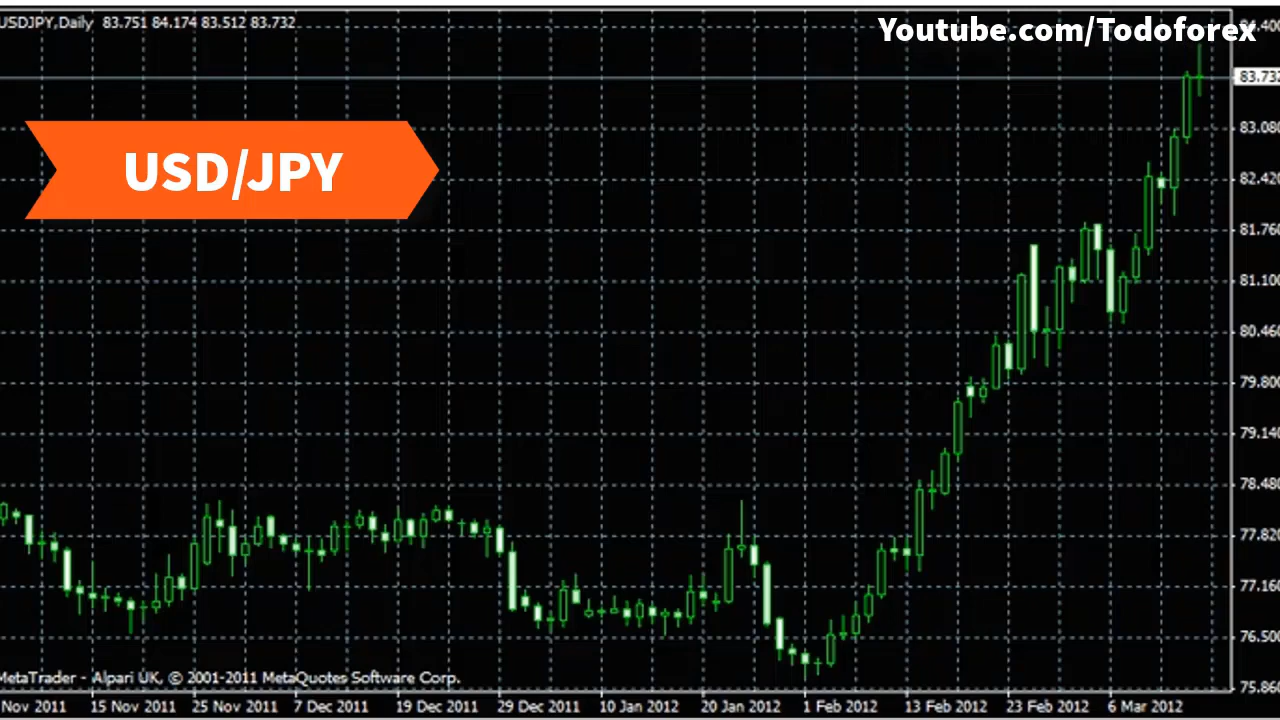 USDJPY,Daily 83.751 84.174 83.512 83.732
Youtube.com/Todoforex
83.732
83.080
USD/JPY
82.420
81.760
81.100
80.460
79.800
79.140
78.480
77.820
77.160
76.500
MetaTrader - Alpari UK, © 2001-2011 MetaQuotes Software Corp.
75.860
Nov 2011 15 Nov 2011 25 Nov 2011 7 Dec 2011 19 Dec 2011 29 Dec 2011 10 Jan 2012 20 Jan 2012 1 Feb 2012 13 Feb 2012 23 Feb 2012 6 Mar 2012